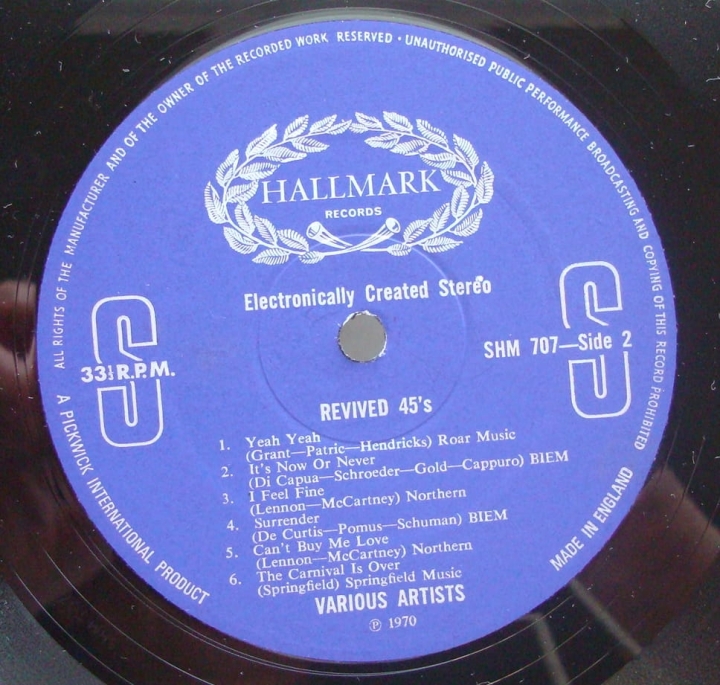 ALL RIGHTS OF THE MANUFACTURER AND OF THE OWNER OF THE RECORDED WORK RESERVED · UNAUTHORISED PUBLIC PERFORMANCE BROADCASTING AND COPYING OF THIS RECORD PROHIBITED
HALLMARK
RECORDS
Electronically Created Stereo
S
S
33⅓ R.P.M.
SHM 707—Side 2
REVIVED 45's
1. Yeah Yeah
(Grant—Patric—Hendricks) Roar Music
2. It's Now Or Never
(Di Capua—Schroeder—Gold—Cappuro) BIEM
3. I Feel Fine
(Lennon—McCartney) Northern
4. Surrender
(De Curtis—Pomus—Schuman) BIEM
5. Can't Buy Me Love
(Lennon—McCartney) Northern
6. The Carnival Is Over
(Springfield) Springfield Music
VARIOUS ARTISTS
℗ 1970
A PICKWICK INTERNATIONAL PRODUCT
MADE IN ENGLAND